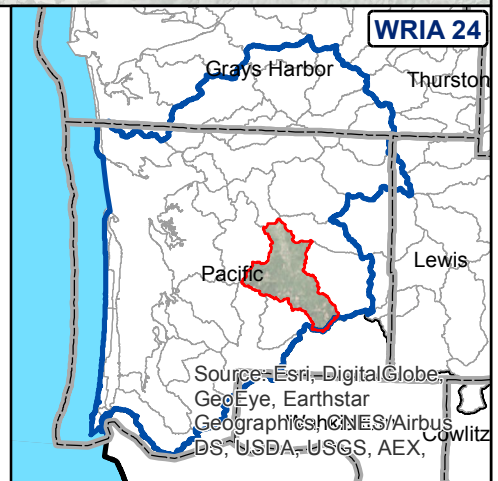 WRIA 24
Grays Harbor
Thurston
Pacific
Lewis
Source: Esri, DigitalGlobe,
GeoEye, Earthstar
Geographics, CNES/Airbus
DS, USDA, USGS, AEX,
Cowlitz